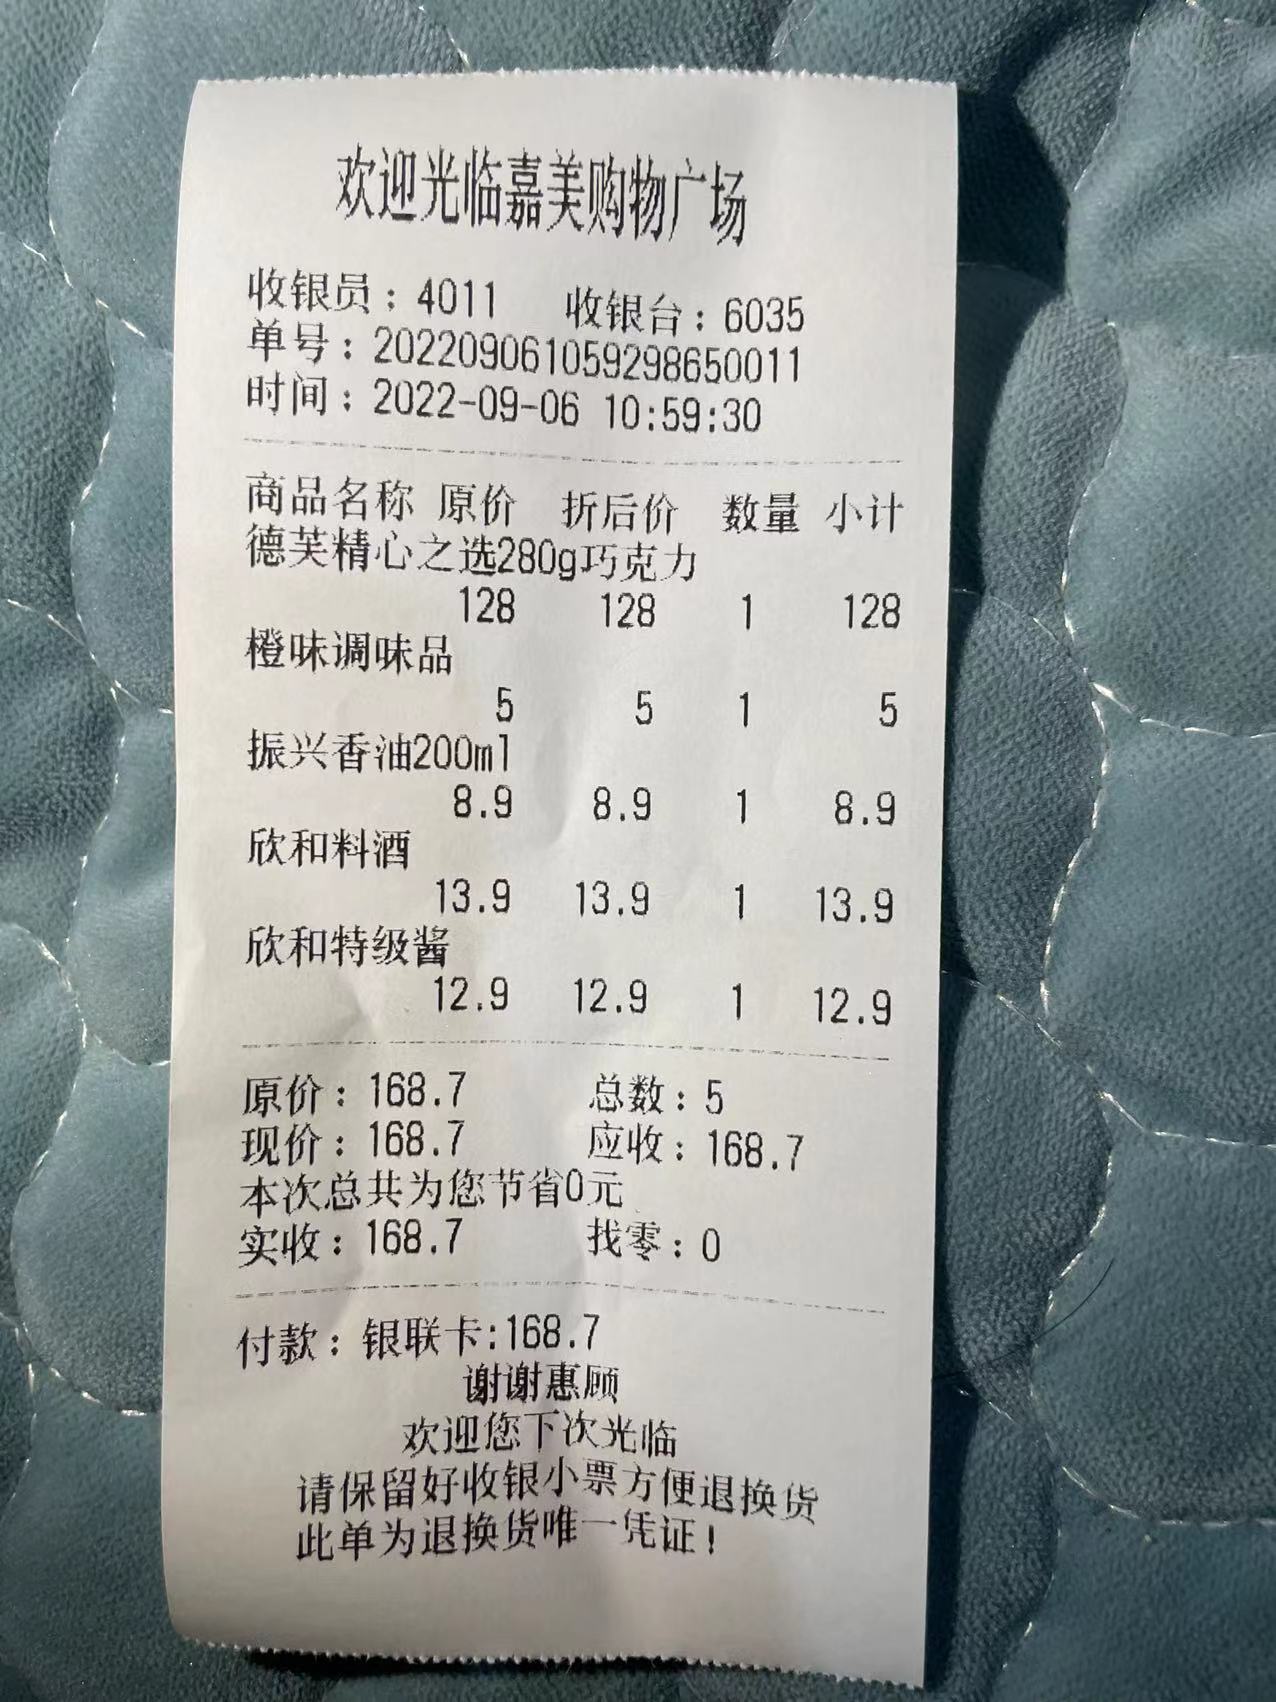 欢迎光临嘉美购物广场
收银员：4011 收银台：6035
单号：2022090610592986500​11
时间：2022-09-06 10:59:30
商品名称 原价 折后价 数量 小计
德芙精心之选280g巧克力
128 128 1 128
橙味调味品
5 5 1 5
振兴香油200ml
8.9 8.9 1 8.9
欣和料酒
13.9 13.9 1 13.9
欣和特级酱
12.9 12.9 1 12.9
原价：168.7 总数：5
现价：168.7 应收：168.7
本次总共为您节省0元
实收：168.7 找零：0
付款：银联卡:168.7
谢谢惠顾
欢迎您下次光临
请保留好收银小票方便退换货
此单为退换货唯一凭证！